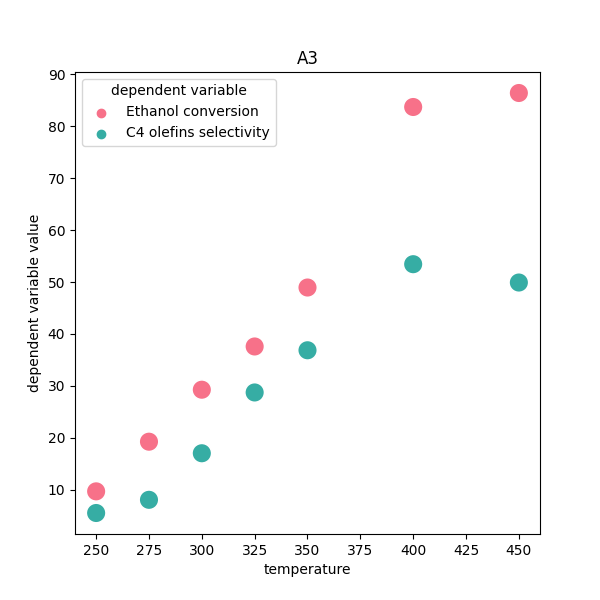 A3
90
80
70
60
50
40
30
20
10
dependent variable
Ethanol conversion
C4 olefins selectivity
dependent variable value
250 275 300 325 350 375 400 425 450
temperature